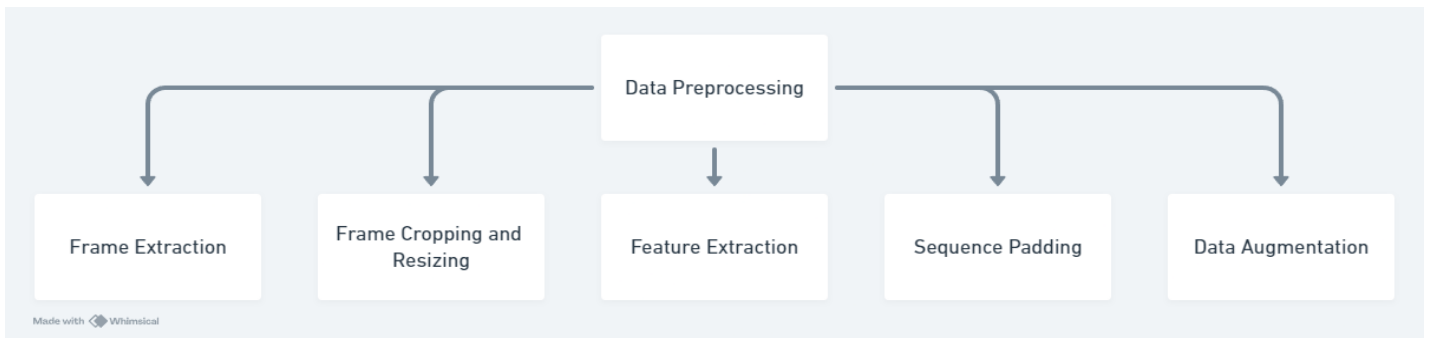 Data Preprocessing
Frame Extraction
Frame Cropping and
Resizing
Feature Extraction
Sequence Padding
Data Augmentation
Made with Whimsical